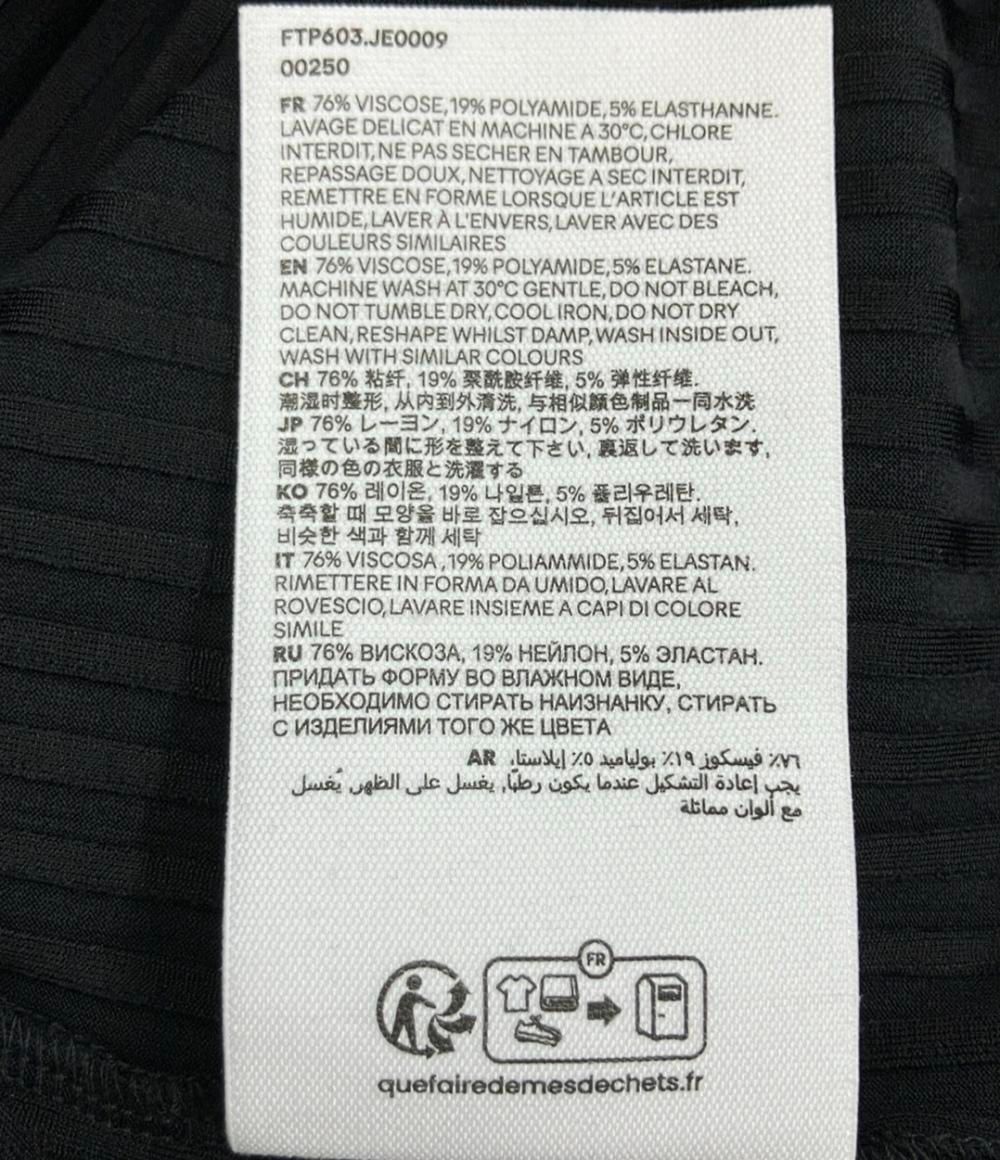 FTP603.JE0009
00250
FR 76% VISCOSE,19% POLYAMIDE,5% ELASTHANNE.
LAVAGE DELICAT EN MACHINE A 30°C,CHLORE
INTERDIT,NE PAS SECHER EN TAMBOUR,
REPASSAGE DOUX,NETTOYAGE A SEC INTERDIT,
REMETTRE EN FORME LORSQUE L'ARTICLE EST
HUMIDE,LAVER À L'ENVERS,LAVER AVEC DES
COULEURS SIMILAIRES
EN 76% VISCOSE,19% POLYAMIDE,5% ELASTANE.
MACHINE WASH AT 30°C GENTLE,DO NOT BLEACH,
DO NOT TUMBLE DRY,COOL IRON,DO NOT DRY
CLEAN,RESHAPE WHILST DAMP,WASH INSIDE OUT,
WASH WITH SIMILAR COLOURS
CH 76% 粘纤, 19% 聚酰胺纤维, 5% 弹性纤维.
潮湿时整形, 从内到外清洗, 与相似颜色制品一同水洗
JP 76% レーヨン, 19% ナイロン, 5% ポリウレタン.
湿っている間に形を整えて下さい, 裏返して洗います,
同様の色の衣服と洗濯する
KO 76% 레이온, 19% 나일론, 5% 폴리우레탄.
축축할 때 모양을 바로 잡으십시오, 뒤집어서 세탁,
비슷한 색과 함께 세탁
IT 76% VISCOSA ,19% POLIAMMIDE,5% ELASTAN.
RIMETTERE IN FORMA DA UMIDO,LAVARE AL
ROVESCIO,LAVARE INSIEME A CAPI DI COLORE
SIMILE
RU 76% ВИСКОЗА, 19% НЕЙЛОН, 5% ЭЛАСТАН.
ПРИДАТЬ ФОРМУ ВО ВЛАЖНОМ ВИДЕ,
НЕОБХОДИМО СТИРАТЬ НАИЗНАНКУ, СТИРАТЬ
С ИЗДЕЛИЯМИ ТОГО ЖЕ ЦВЕТА
٧٦٪ فيسكوز ١٩٪ بولياميد ٥٪ إيلاستا, AR
يجب إعادة التشكيل عندما يكون رطبًا, يغسل على الظهر, يُغسل
مع ألوان مماثلة
FR
quefairedemesdechets.fr